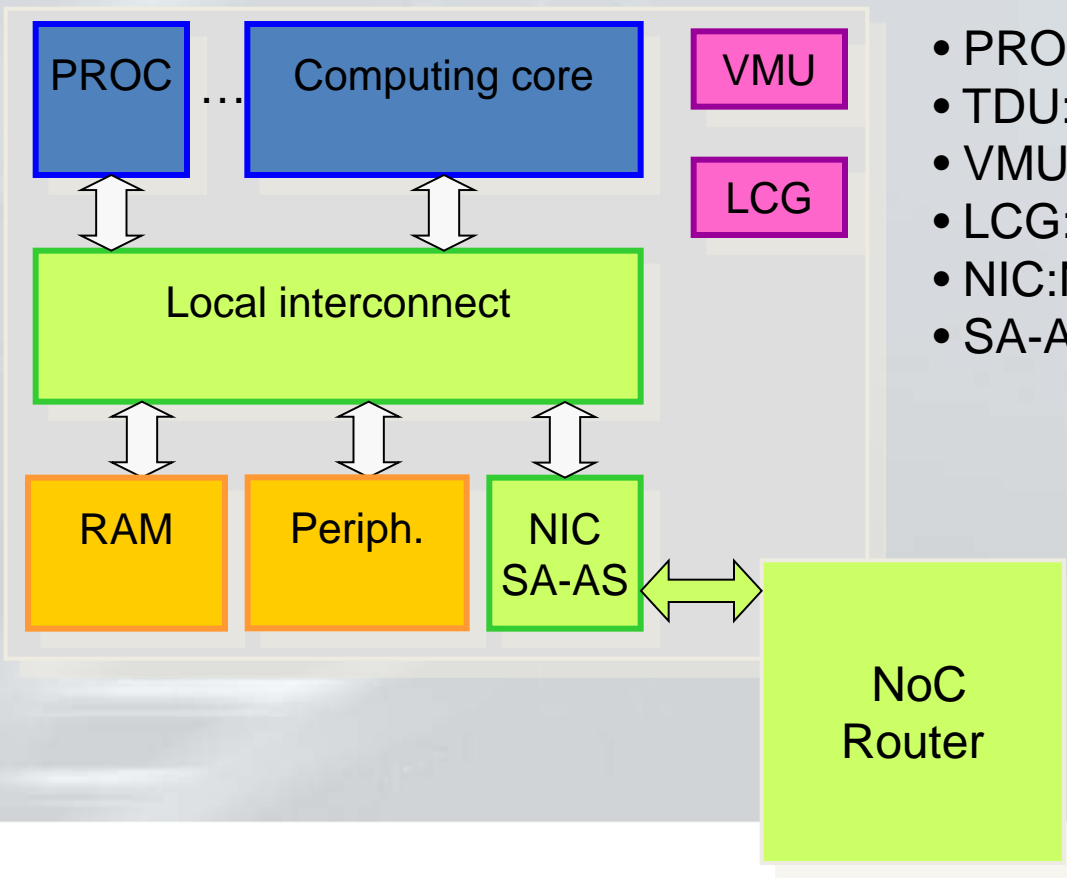 PROC
...
Computing core
VMU
LCG
Local interconnect
RAM
Periph.
NIC
SA-AS
NoC
Router
• PRO
• TDU:
• VMU
• LCG:
• NIC:
• SA-A